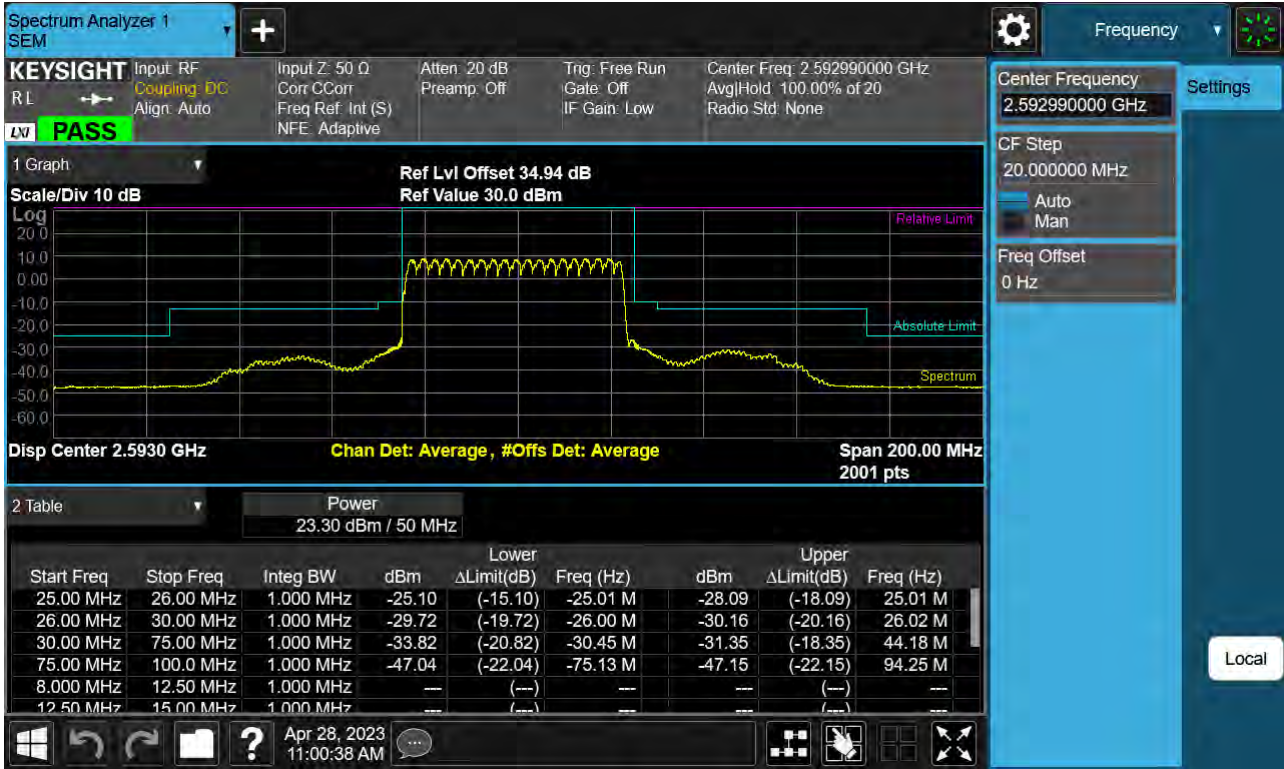 Spectrum Analyzer 1
SEM
Frequency
KEYSIGHT
Input: RF
Coupling: DC
Align: Auto
Input Z: 50 Ω
Corr CCorr
Freq Ref: Int (S)
NFE: Adaptive
Atten: 20 dB
Preamp: Off
Trig: Free Run
Gate: Off
IF Gain: Low
Center Freq: 2.592990000 GHz
Avg|Hold: 100.00% of 20
Radio Std: None
RL
LXI
PASS
Center Frequency
2.592990000 GHz
Settings
CF Step
20.000000 MHz
Auto
Man
Freq Offset
0 Hz
Local
1 Graph
Scale/Div 10 dB
Ref Lvl Offset 34.94 dB
Ref Value 30.0 dBm
Log
20.0
10.0
0.00
-10.0
-20.0
-30.0
-40.0
-50.0
-60.0
Relative Limit
Absolute Limit
Spectrum
Disp Center 2.5930 GHz
Chan Det: Average, #Offs Det: Average
Span 200.00 MHz
2001 pts
2 Table
Power
23.30 dBm / 50 MHz
Lower Upper
Start Freq Stop Freq Integ BW dBm ΔLimit(dB) Freq (Hz) dBm ΔLimit(dB) Freq (Hz)
25.00 MHz 26.00 MHz 1.000 MHz -25.10 (-15.10) -25.01 M -28.09 (-18.09) 25.01 M
26.00 MHz 30.00 MHz 1.000 MHz -29.72 (-19.72) -26.00 M -30.16 (-20.16) 26.02 M
30.00 MHz 75.00 MHz 1.000 MHz -33.82 (-20.82) -30.45 M -31.35 (-18.35) 44.18 M
75.00 MHz 100.0 MHz 1.000 MHz -47.04 (-22.04) -75.13 M -47.15 (-22.15) 94.25 M
8.000 MHz 12.50 MHz 1.000 MHz --- (---) --- --- (---) ---
12.50 MHz 15.00 MHz 1.000 MHz --- (---) --- --- (---) ---
?
Apr 28, 2023
11:00:38 AM